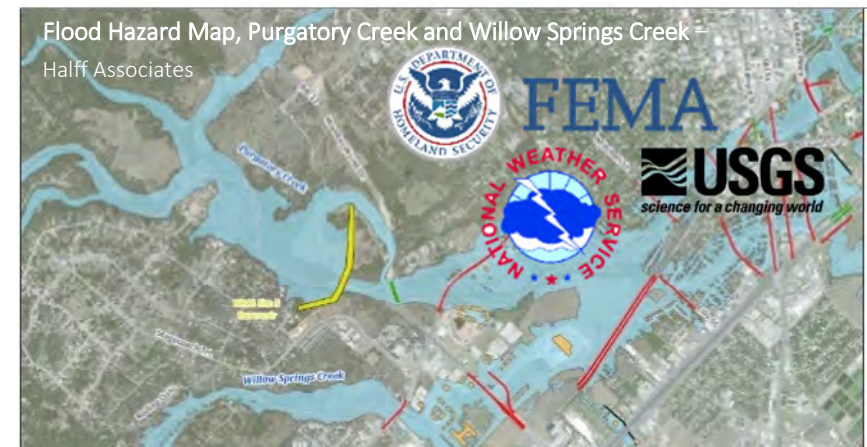 Flood Hazard Map, Purgatory Creek and Willow Springs Creek –
Halff Associates
U.S. DEPARTMENT OF
HOMELAND SECURITY
FEMA
NATIONAL WEATHER SERVICE
USGS
science for a changing world
Purgatory Creek
Reservoir
Willow Springs Creek